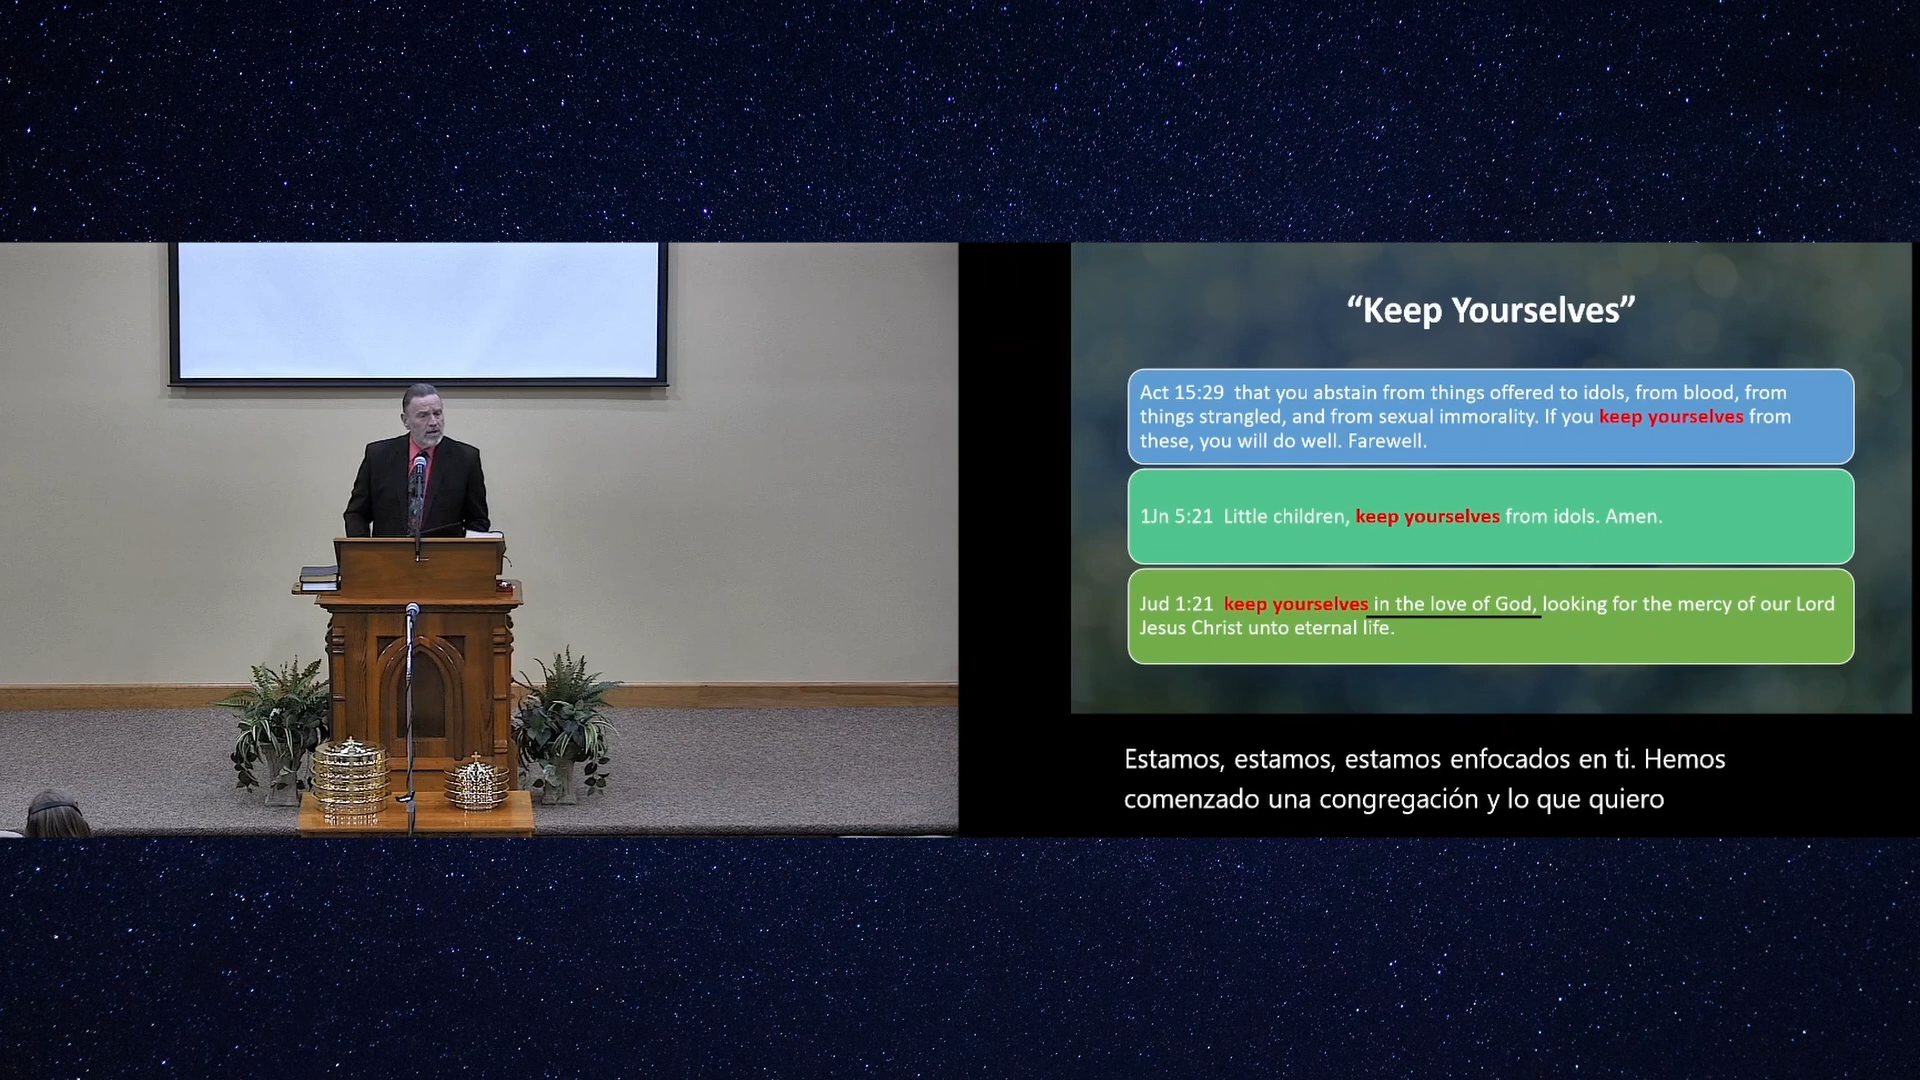 “Keep Yourselves”
Act 15:29 that you abstain from things offered to idols, from blood, from
things strangled, and from sexual immorality. If you keep yourselves from
these, you will do well. Farewell.
1Jn 5:21 Little children, keep yourselves from idols. Amen.
Jud 1:21 keep yourselves in the love of God, looking for the mercy of our Lord
Jesus Christ unto eternal life.
Estamos, estamos, estamos enfocados en ti. Hemos
comenzado una congregación y lo que quiero